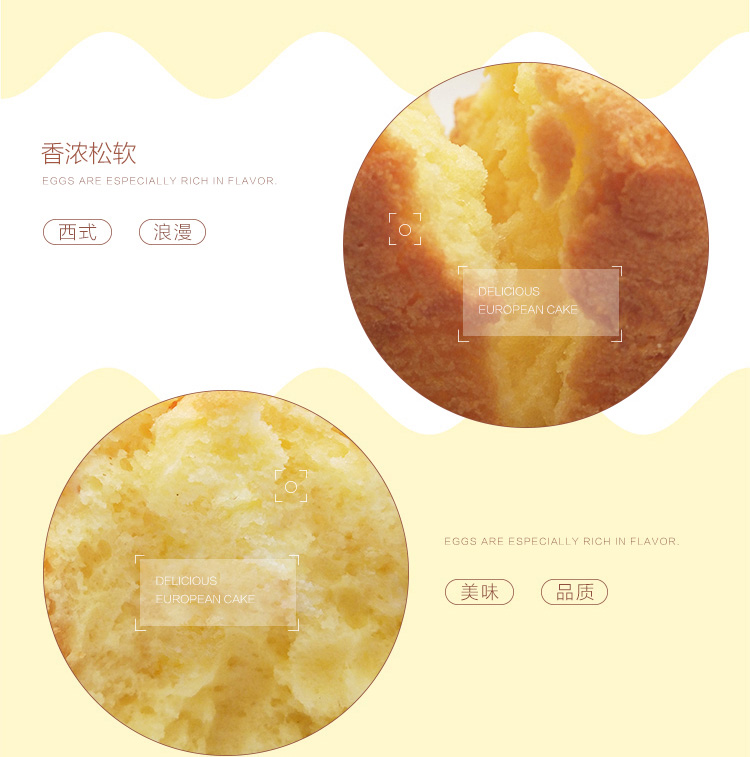 香浓松软
EGGS ARE ESPECIALLY RICH IN FLAVOR.
西式
浪漫
DELICIOUS
EUROPEAN CAKE
DELICIOUS
EUROPEAN CAKE
EGGS ARE ESPECIALLY RICH IN FLAVOR.
美味
品质